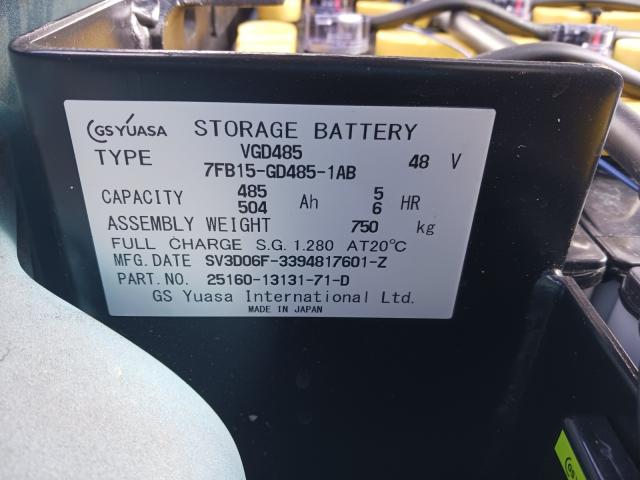 GS YUASA STORAGE BATTERY
TYPE VGD485 48 V
7FB15-GD485-1AB
CAPACITY 485 Ah 5 HR
504 6
ASSEMBLY WEIGHT 750 kg
FULL CHARGE S.G. 1.280 AT20°C
MFG.DATE SV3D06F-3394817601-Z
PART.NO. 25160-13131-71-D
GS Yuasa International Ltd.
MADE IN JAPAN
GS YU